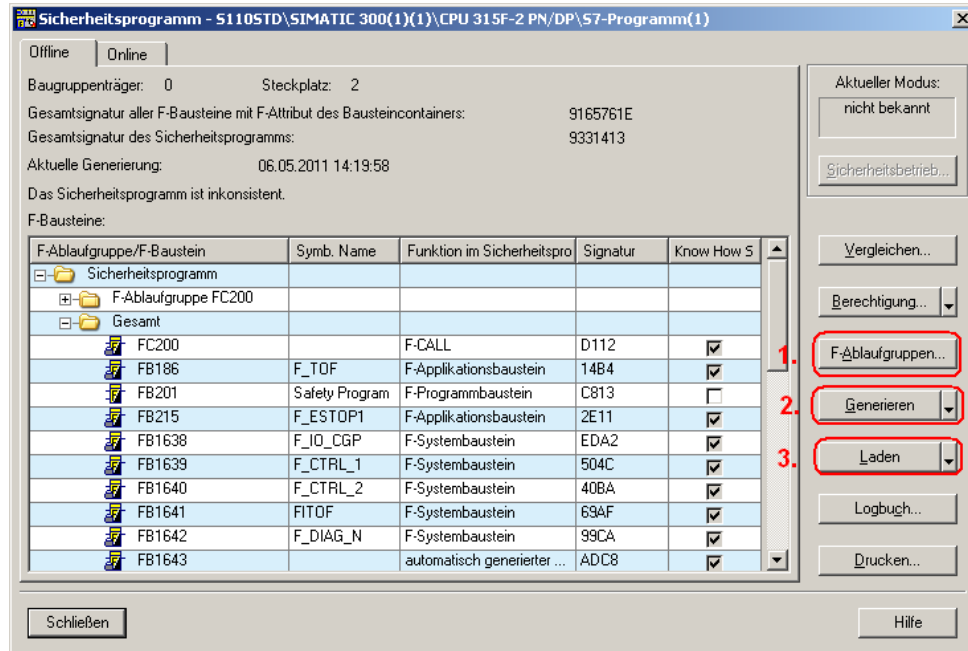 Sicherheitsprogramm - S110STD\SIMATIC 300(1)(1)\CPU 315F-2 PN/DP\S7-Programm(1)
Offline Online
Baugruppenträger: 0 Steckplatz: 2
Gesamtsignatur aller F-Bausteine mit F-Attribut des Bausteincontainers: 9165761E
Gesamtsignatur des Sicherheitsprogramms: 9331413
Aktuelle Generierung: 06.05.2011 14:19:58
Das Sicherheitsprogramm ist inkonsistent.
F-Bausteine:
F-Ablaufgruppe/F-Baustein Symb. Name Funktion im Sicherheitspro Signatur Know How S
Sicherheitsprogramm
F-Ablaufgruppe FC200
Gesamt
FC200 F-CALL D112
FB186 F_TOF F-Applikationsbaustein 14B4
FB201 Safety Program F-Programmbaustein C813
FB215 F_ESTOP1 F-Applikationsbaustein 2E11
FB1638 F_IO_CGP F-Systembaustein EDA2
FB1639 F_CTRL_1 F-Systembaustein 504C
FB1640 F_CTRL_2 F-Systembaustein 40BA
FB1641 FITOF F-Systembaustein 69AF
FB1642 F_DIAG_N F-Systembaustein 99CA
FB1643 automatisch generierter ... ADC8
Aktueller Modus:
nicht bekannt
Sicherheitsbetrieb...
Vergleichen...
Berechtigung...
1. F-Ablaufgruppen...
2. Generieren
3. Laden
Logbuch...
Drucken...
Schließen
Hilfe